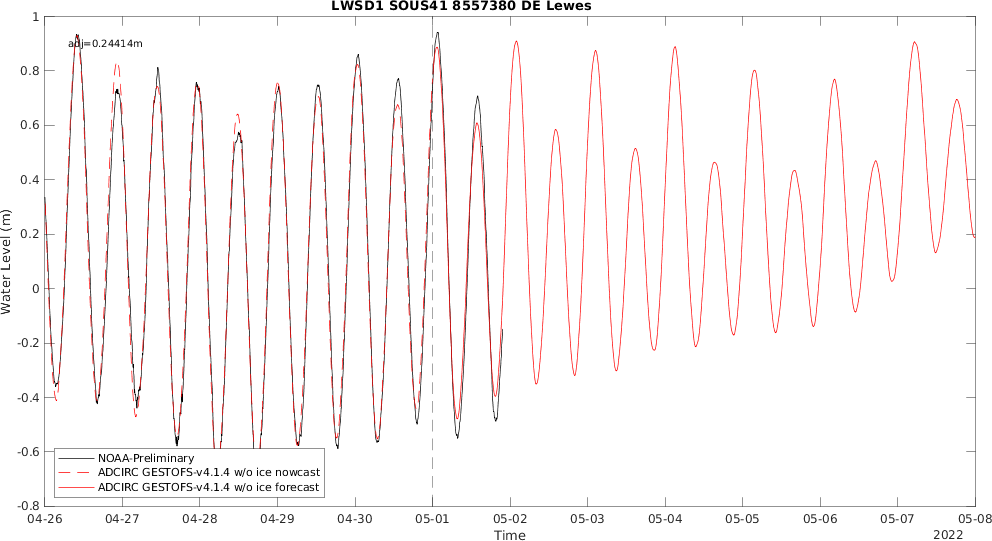 LWSD1 SOUS41 8557380 DE Lewes
adj=0.24414m
1
0.8
0.6
0.4
0.2
0
-0.2
-0.4
-0.6
-0.8
Water Level (m)
NOAA-Preliminary
ADCIRC GESTOFS-v4.1.4 w/o ice nowcast
ADCIRC GESTOFS-v4.1.4 w/o ice forecast
04-26 04-27 04-28 04-29 04-30 05-01 05-02 05-03 05-04 05-05 05-06 05-07 05-08
Time
2022